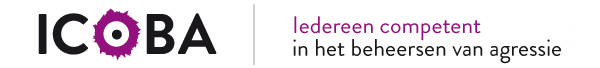 ICOBA
Iedereen competent
in het beheersen van agressie